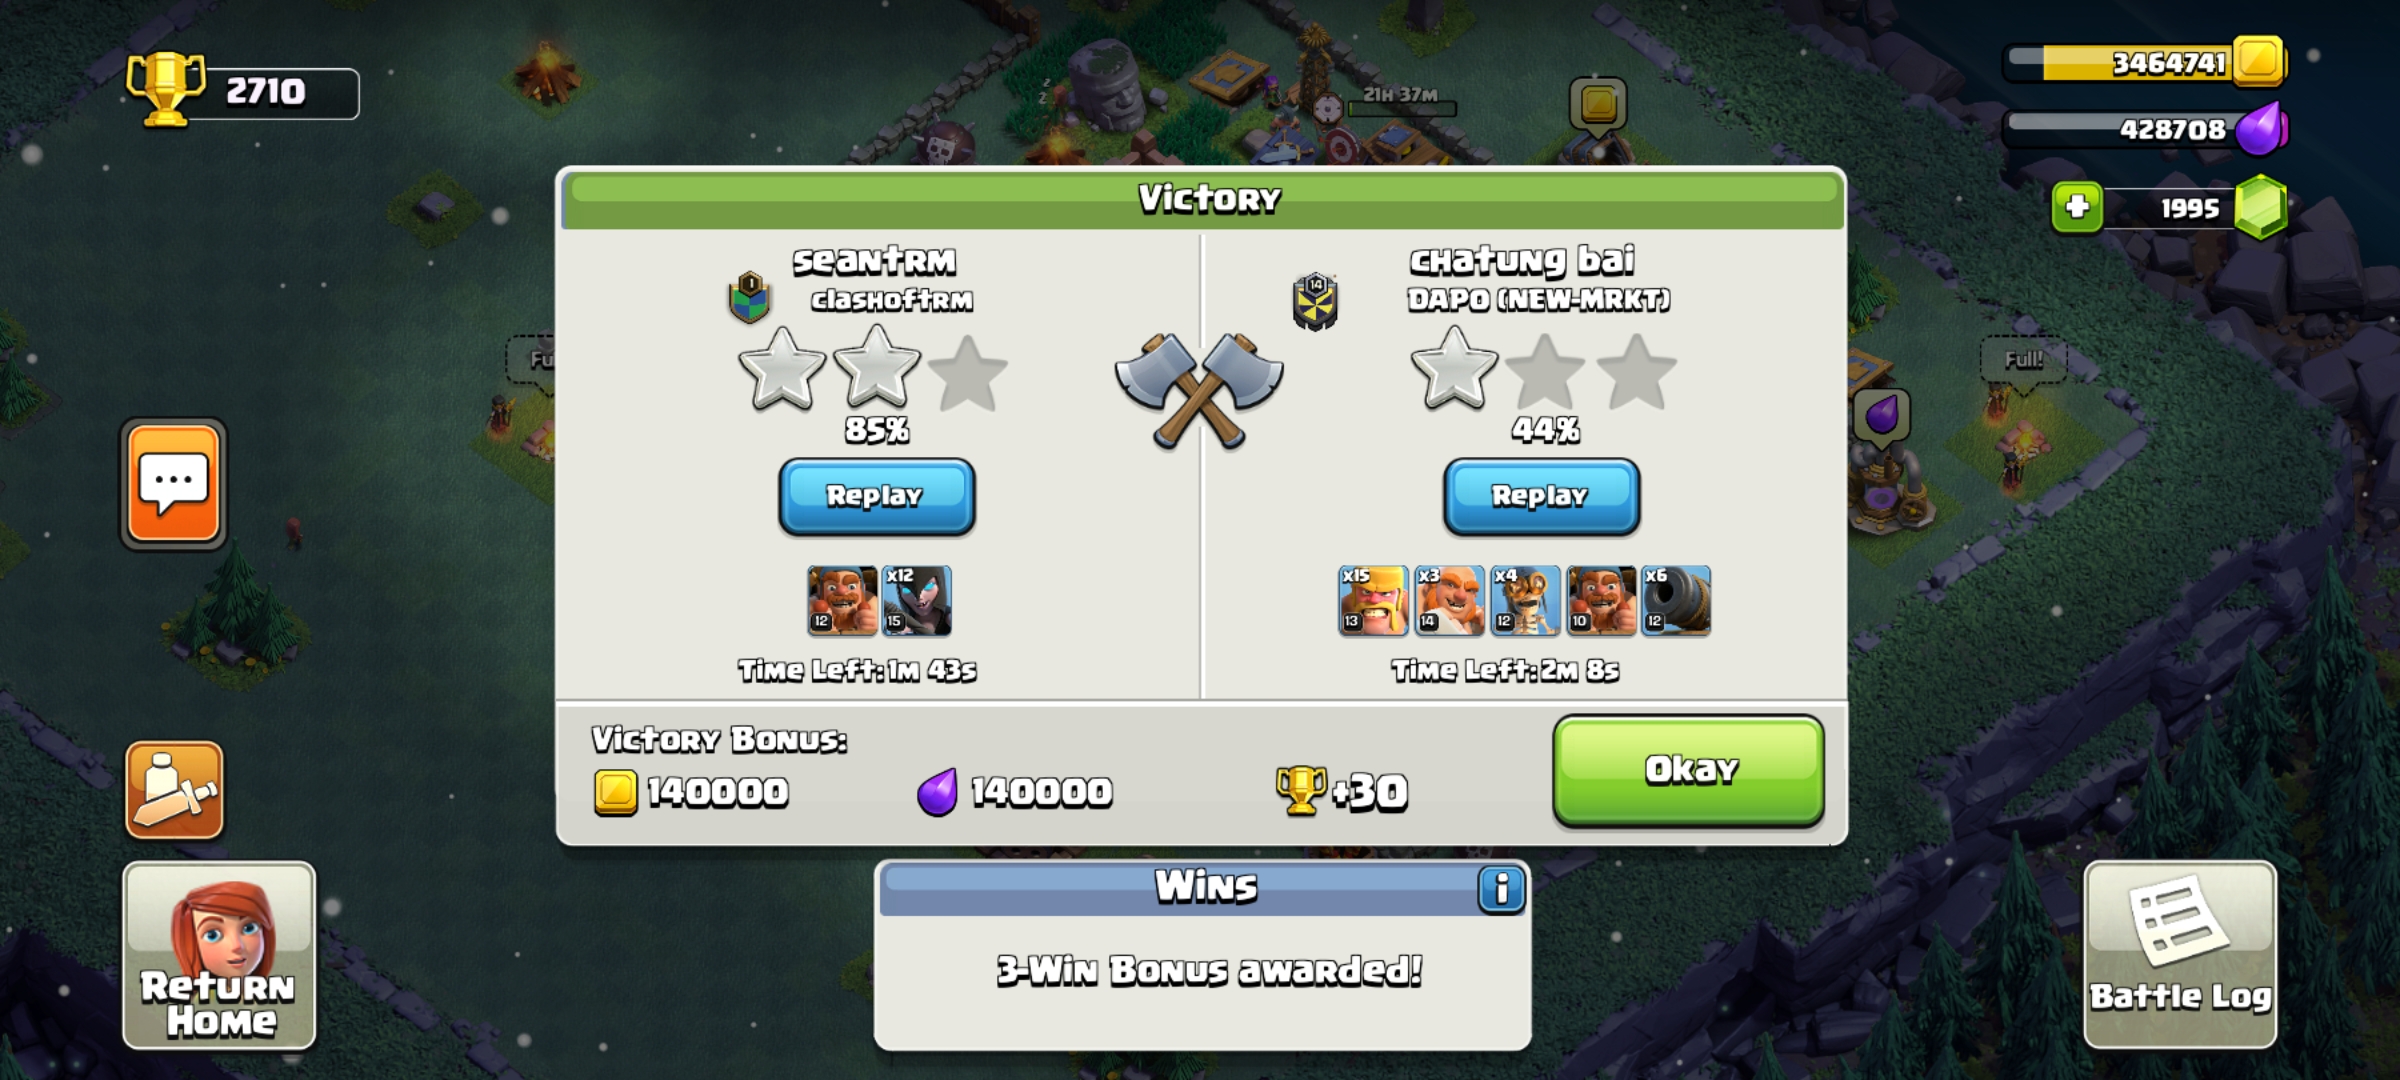 2710
21H 37M
3464741
428708
1995
Victory
seantRM
clasHoftRM
1
85%
Replay
12
x12
15
Time Left:1M 43s
cHatung bai
DAPO (NEW-MRKT)
14
44%
Replay
x15
13
x3
14
x4
12
10
x6
12
Time Left:2M 8s
Full!
Victory Bonus:
140000
140000
+30
Okay
Wins
i
3-Win Bonus awarded!
Return
Home
Battle Log